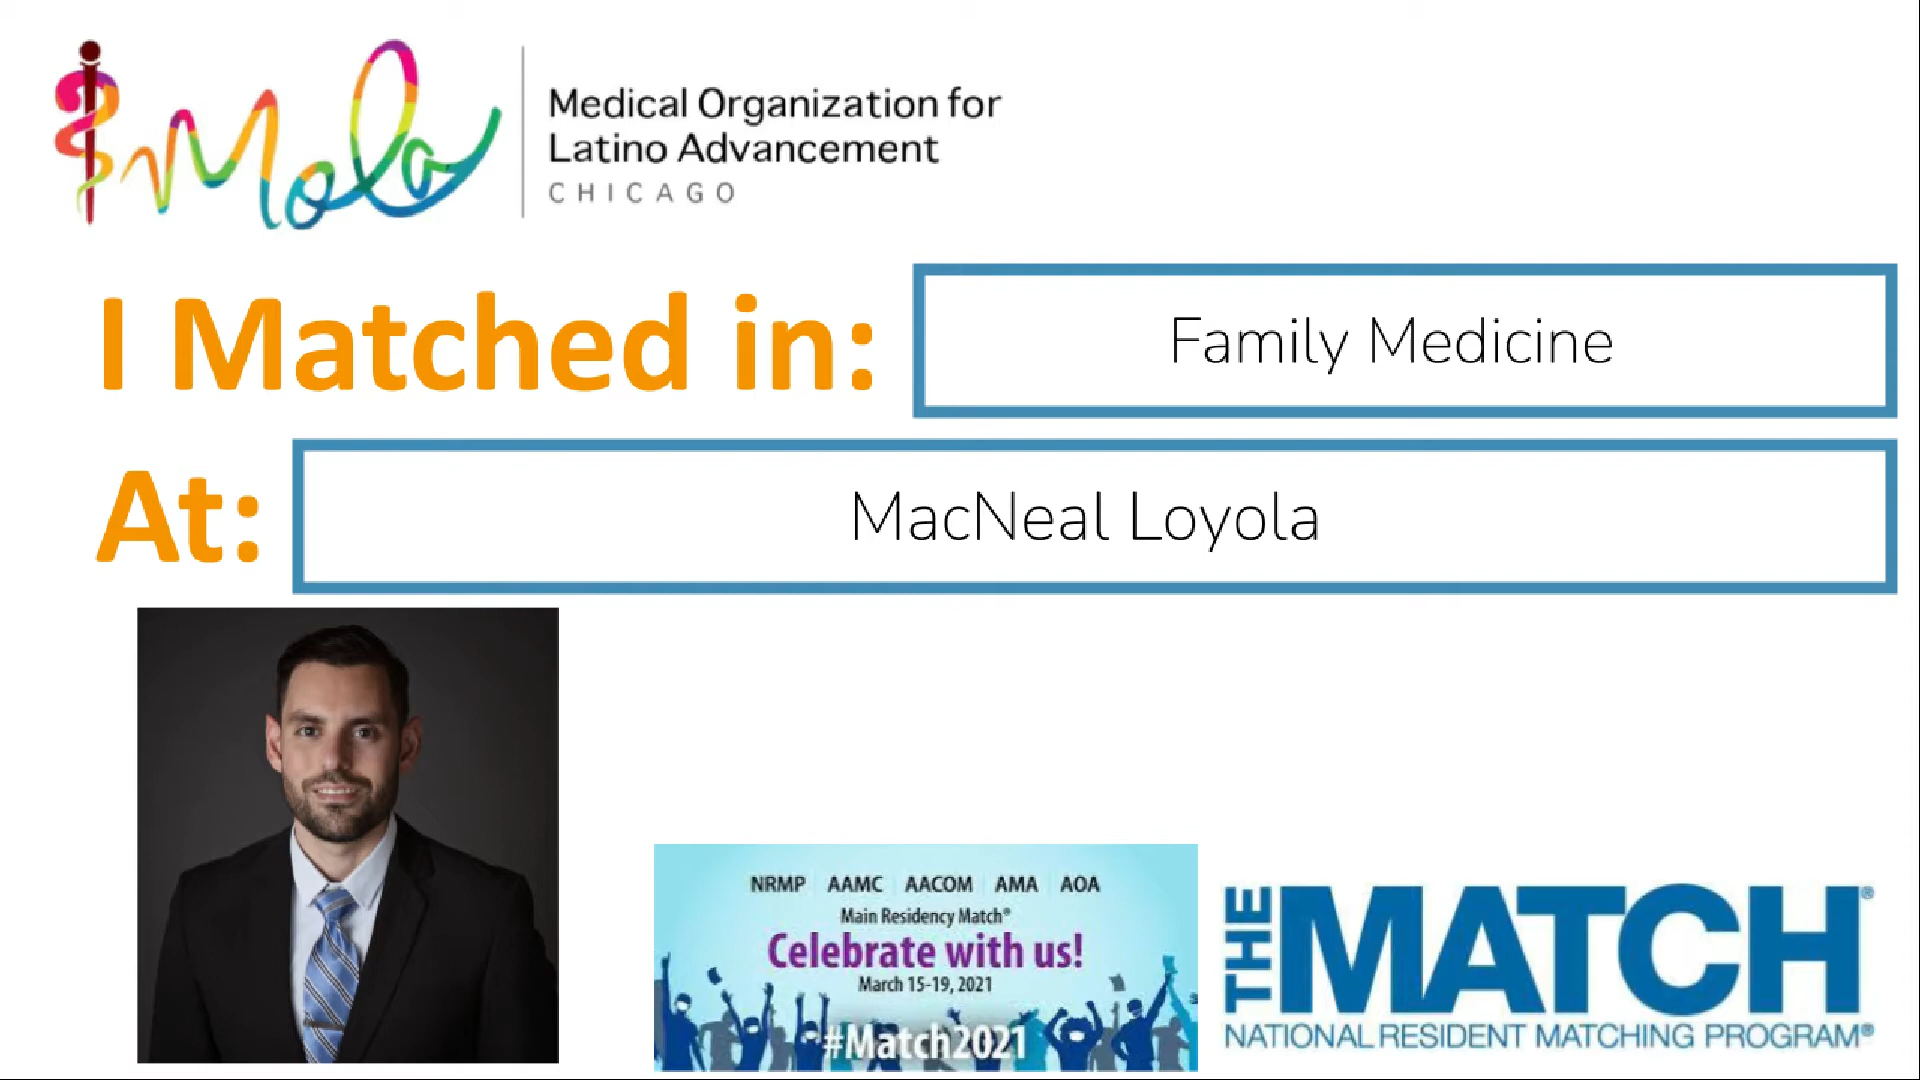 Mola
Medical Organization for
Latino Advancement
CHICAGO
I Matched in:
Family Medicine
At:
MacNeal Loyola
NRMP AAMC AACOM AMA AOA
Main Residency Match®
Celebrate with us!
March 15-19, 2021
#Match2021
THE MATCH®
NATIONAL RESIDENT MATCHING PROGRAM®